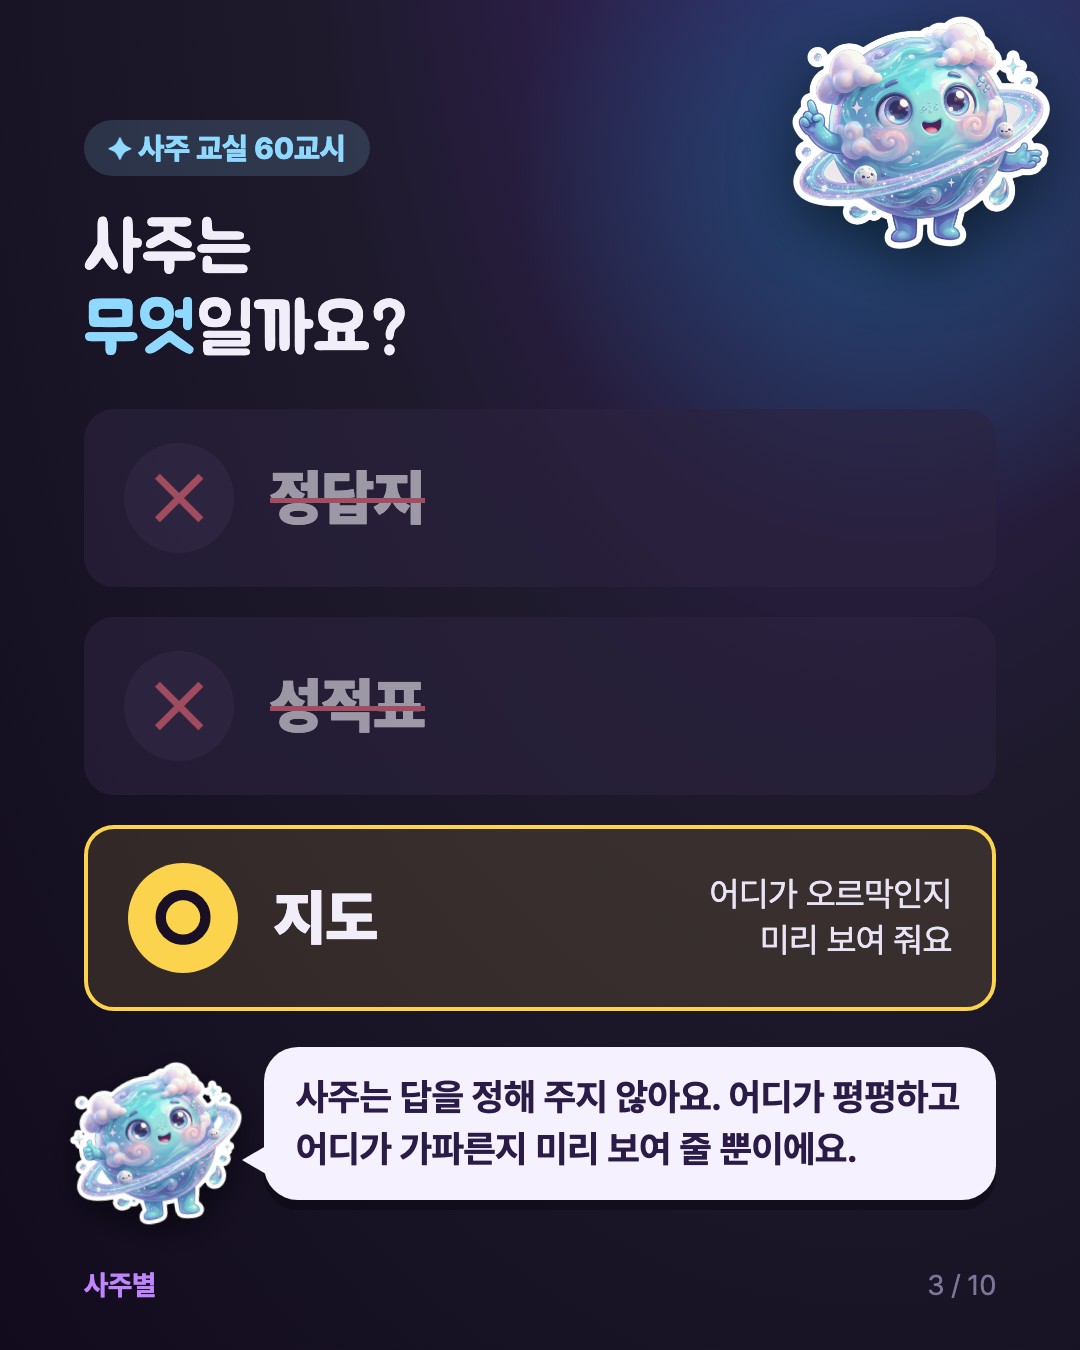 사주 교실 60교시
사주는
무엇일까요?
정답지
성적표
지도
어디가 오르막인지
미리 보여 줘요
사주는 답을 정해 주지 않아요. 어디가 평평하고
어디가 가파른지 미리 보여 줄 뿐이에요.
사주별
3 / 10